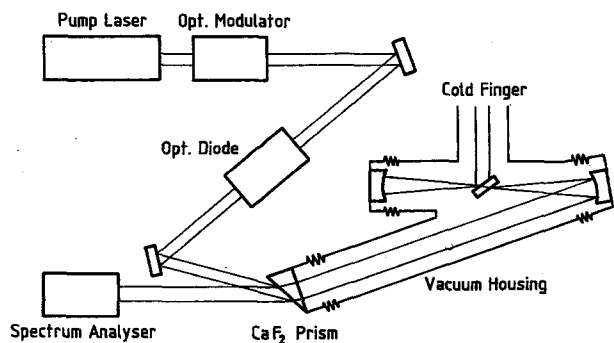 Pump Laser
Opt. Modulator
Cold Finger
Opt. Diode
Vacuum Housing
Spectrum Analyser
CaF₂ Prism